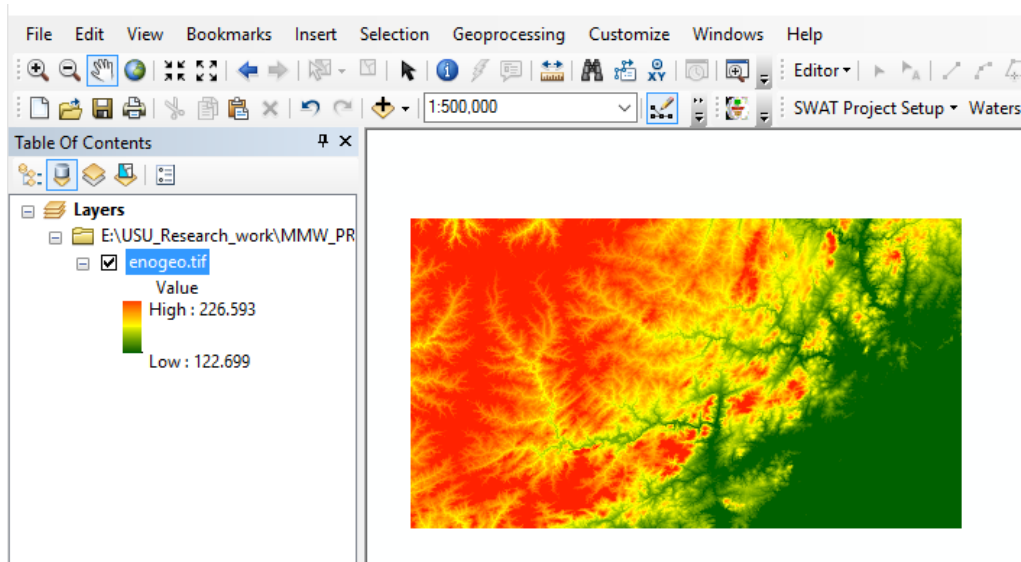 File Edit View Bookmarks Insert Selection Geoprocessing Customize Windows Help
Editor
1:500,000 SWAT Project Setup Waters
Table Of Contents
Layers
E:\USU_Research_work\MMW_PR
enogeo.tif
Value
High : 226.593
Low : 122.699